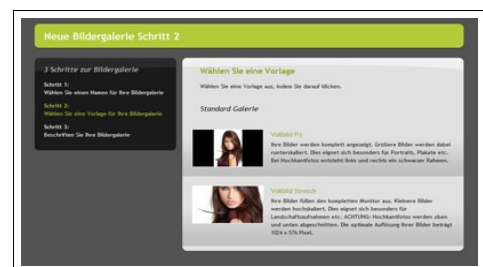 Neue Bildergalerie Schritt 2
3 Schritte zur Bildergalerie
Schritt 1:
Wählen Sie einen Namen für Ihre Bildergalerie
Schritt 2:
Wählen Sie eine Vorlage für Ihre Bildergalerie
Schritt 3:
Beschriften Sie Ihre Bildergalerie
Wählen Sie eine Vorlage
Wählen Sie eine Vorlage aus, indem Sie darauf klicken.
Standard Galerie
Vollbild Fit
Ihre Bilder werden komplett angezeigt. Größere Bilder werden dabei
runterskaliert. Dies eignet sich besonders für Portraits, Plakate etc.
Bei Hochkantfotos entsteht links und rechts ein schwarzer Rahmen.
Vollbild Stretch
Ihre Bilder füllen den kompletten Monitor aus. Kleinere Bilder
werden hochskaliert. Dies eignet sich besonders für
Landschaftaufnahmen etc. ACHTUNG: Hochkantfotos werden oben
und unten abgeschnitten. Die optimale Auflösung Ihrer Bilder beträgt
1024 x 576 Pixel.